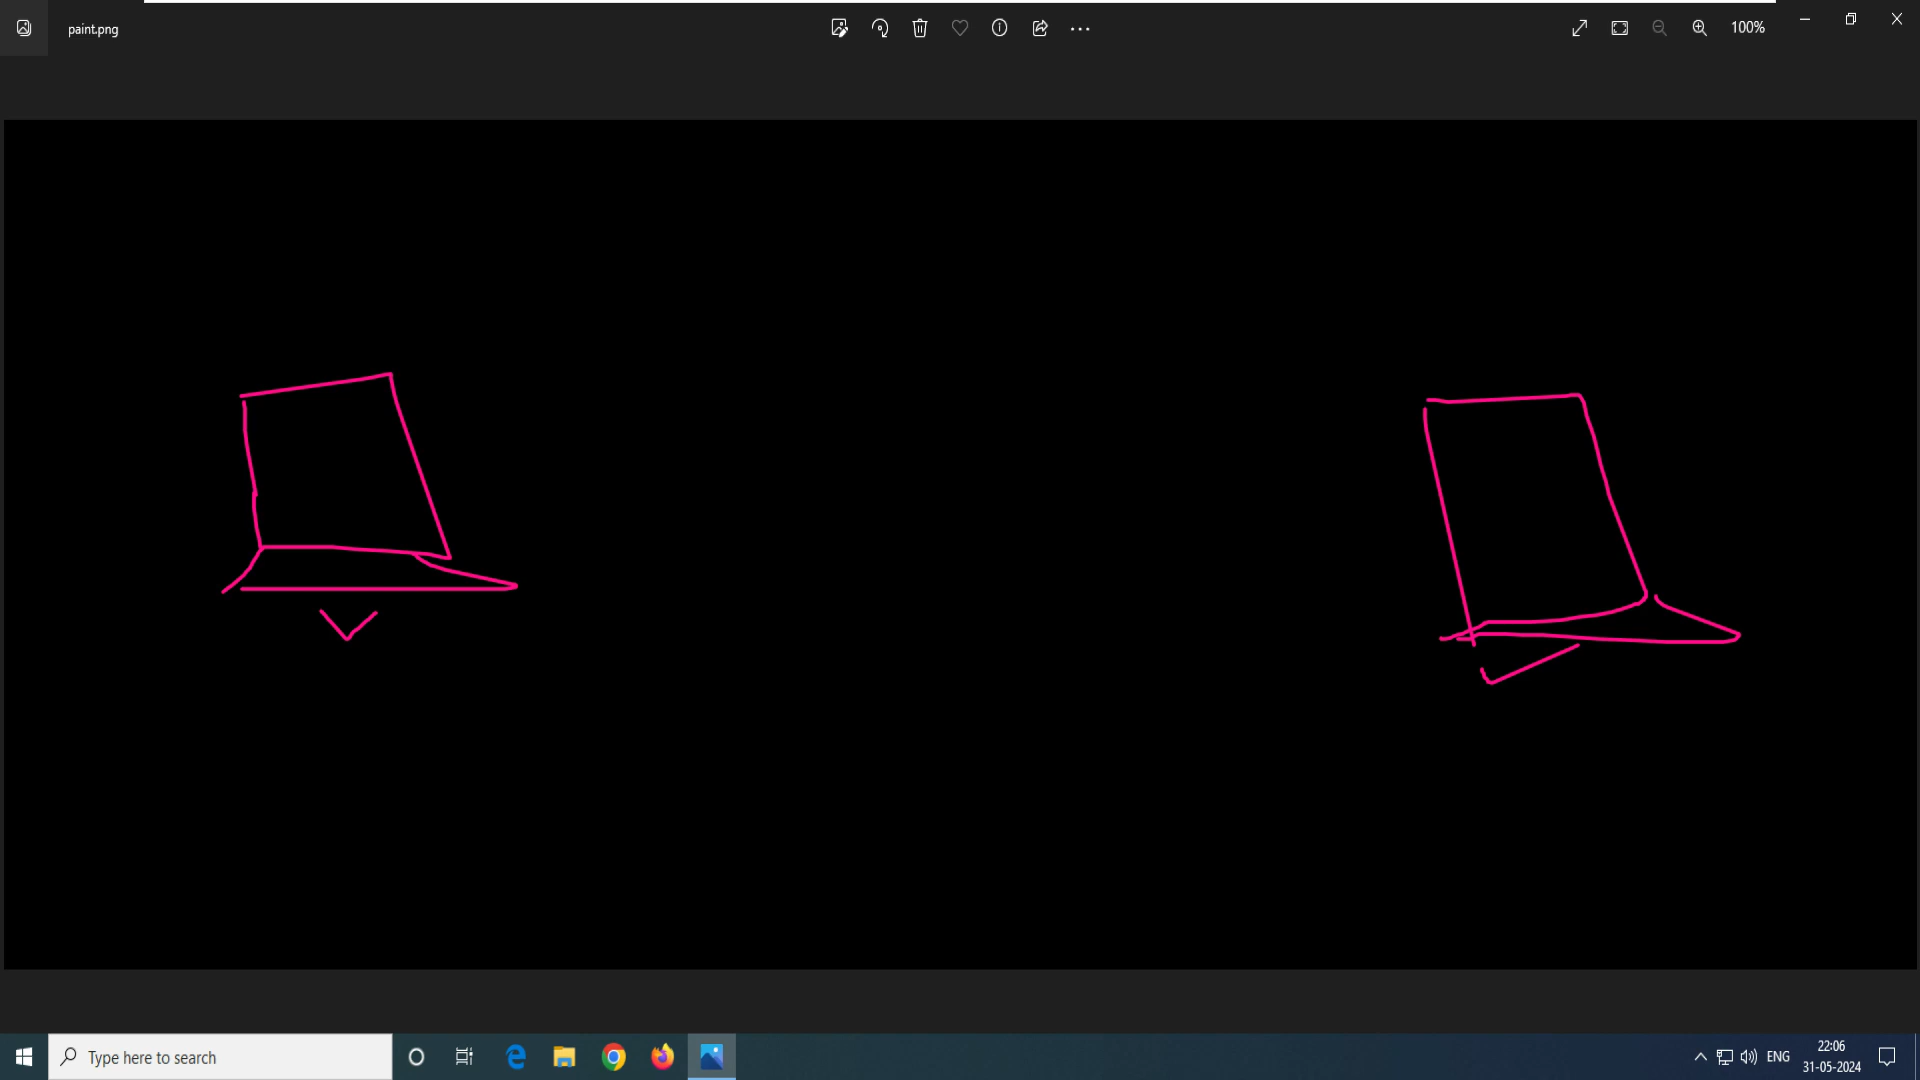 paint.png
100%
Type here to search
ENG
22:06
31-05-2024